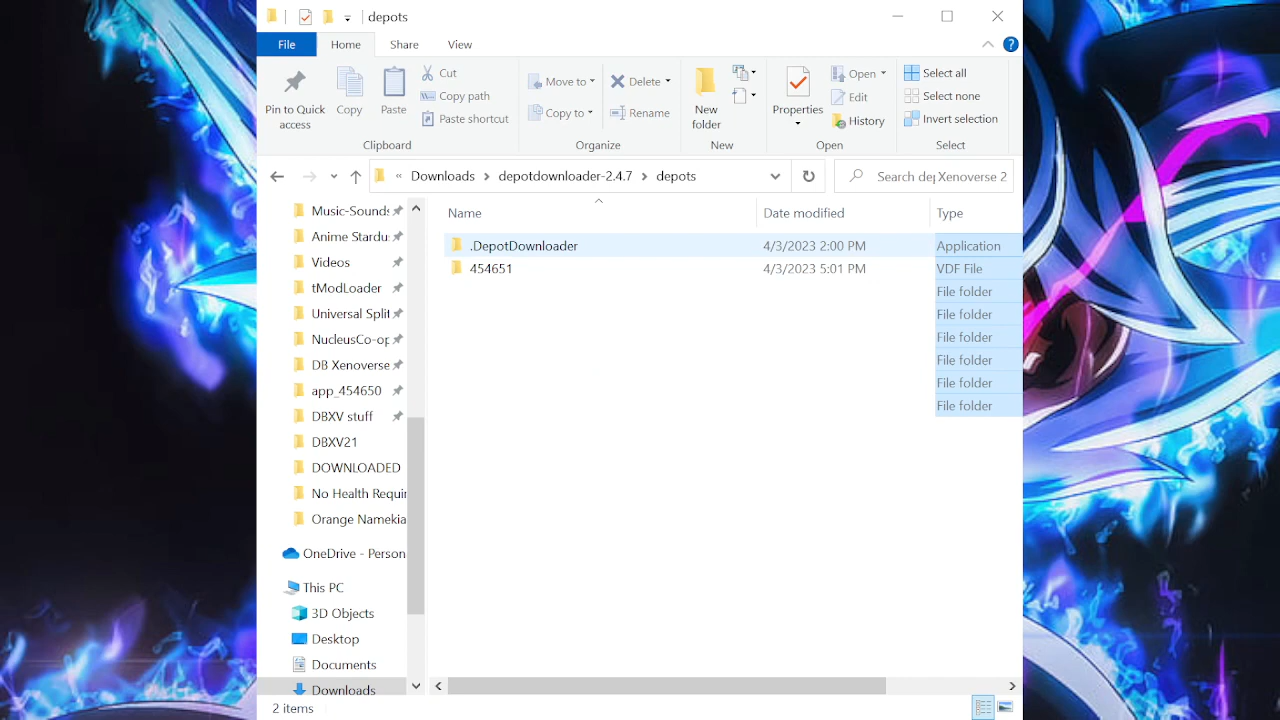 depots
File
Home
Share
View
Pin to Quick
access
Copy
Paste
Cut
Copy path
Paste shortcut
Clipboard
Move to
Copy to
Delete
Rename
Organize
New
folder
New
Properties
Open
Edit
History
Open
Select all
Select none
Invert selection
Select
« Downloads > depotdownloader-2.4.7 > depots
Search de Xenoverse 2
Name
Date modified
Type
.DepotDownloader
4/3/2023 2:00 PM
Application
454651
4/3/2023 5:01 PM
VDF File
File folder
File folder
File folder
File folder
File folder
File folder
Music-Sounds
Anime Stardu
Videos
tModLoader
Universal Split
NucleusCo-op
DB Xenoverse
app_454650
DBXV stuff
DBXV21
DOWNLOADED
No Health Requir
Orange Namekia
OneDrive - Person
This PC
3D Objects
Desktop
Documents
Downloads
2 items